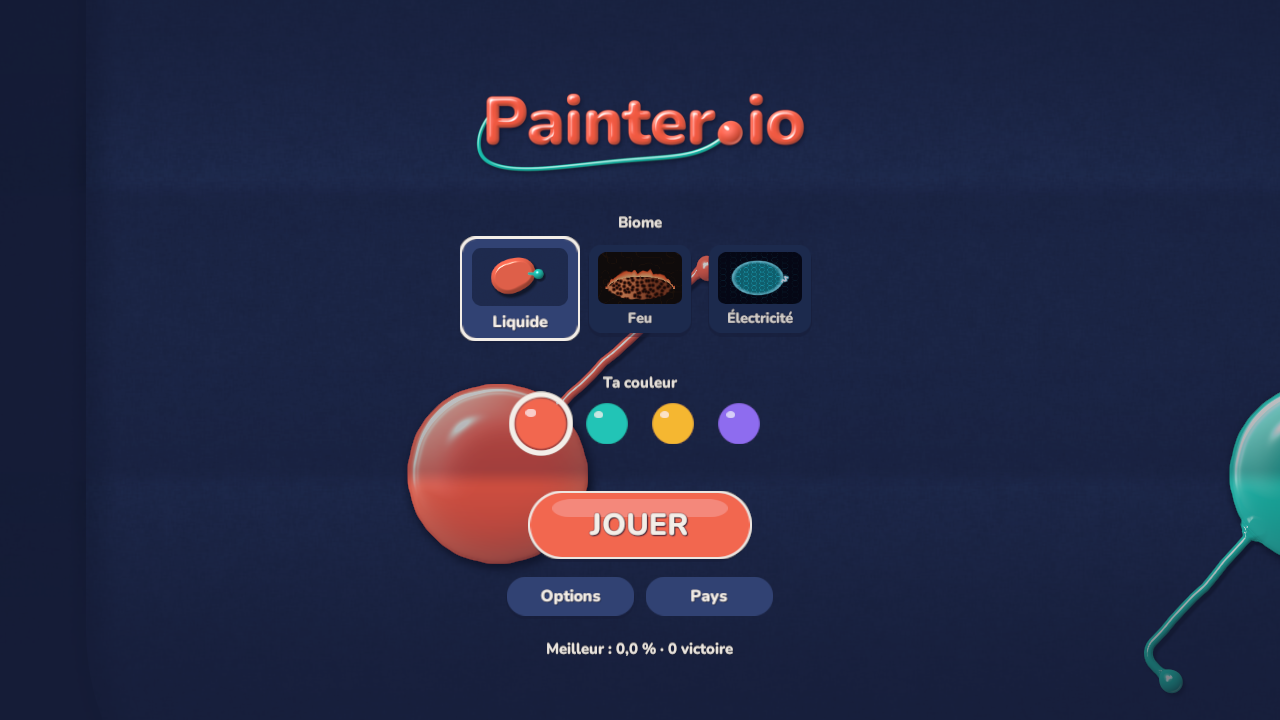 Painter.io
Biome
Liquide
Feu
Électricité
Ta couleur
JOUER
Options
Pays
Meilleur : 0,0 % · 0 victoire